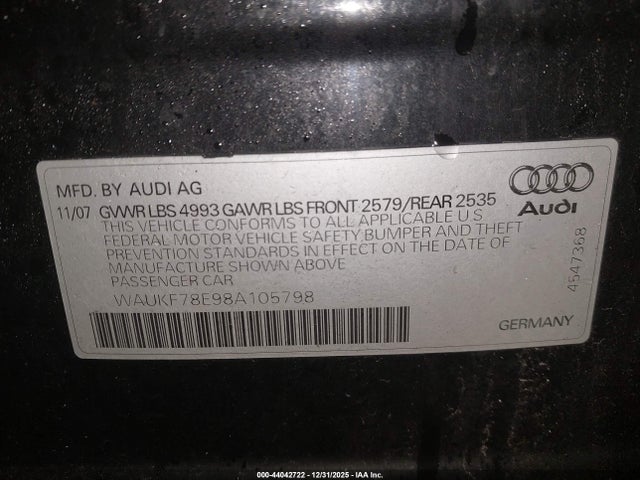 MFD. BY AUDI AG
11/07 GVWR LBS 4993 GAWR LBS FRONT 2579/REAR 2535
THIS VEHICLE CONFORMS TO ALL APPLICABLE U.S.
FEDERAL MOTOR VEHICLE SAFETY BUMPER AND THEFT
PREVENTION STANDARDS IN EFFECT ON THE DATE OF
MANUFACTURE SHOWN ABOVE
PASSENGER CAR
WAUKF78E98A105798
Audi
4547368
GERMANY
000-44042722 - 12/31/2025 - IAA Inc.